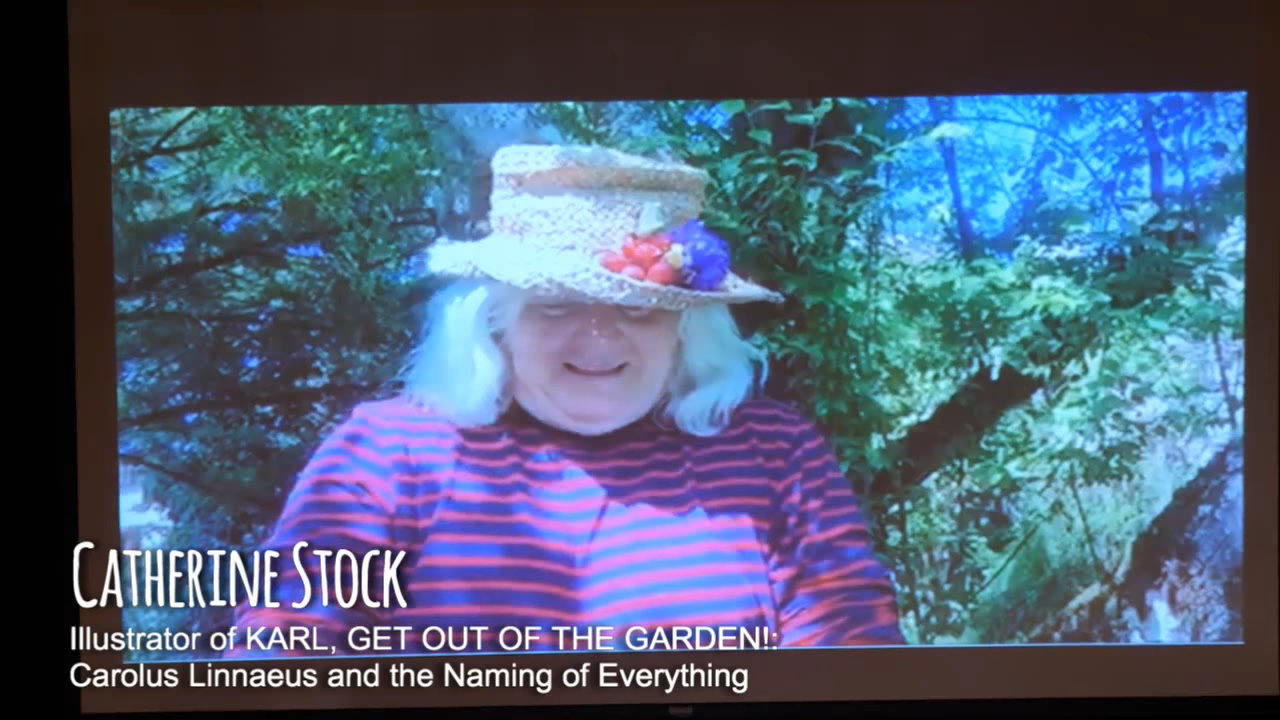 CATHERINE STOCK
Illustrator of KARL, GET OUT OF THE GARDEN!:
Carolus Linnaeus and the Naming of Everything